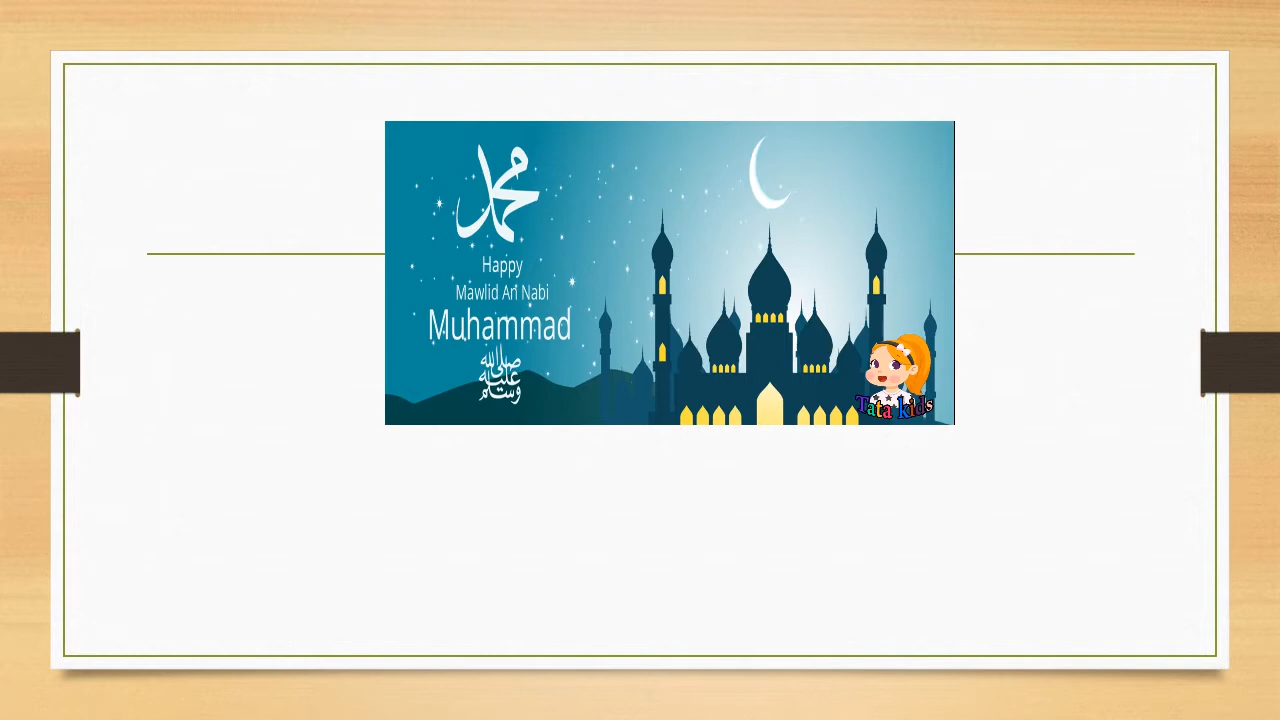 محمد
Happy
Mawlid An Nabi
Muhammad
صلى الله
عليه
وسلم
Tata kids